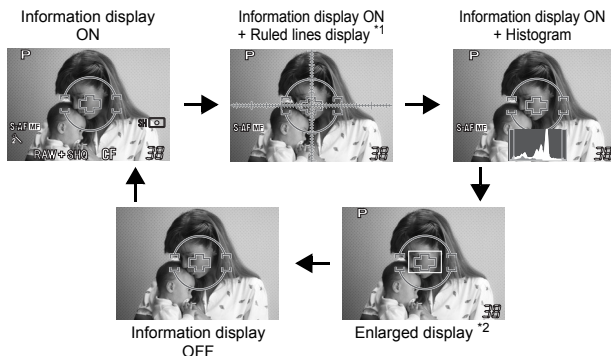 Information display
ON
P
S-AF MF
SH
RAW+SHQ CF 38
Information display ON
+ Ruled lines display *1
S-AF MF
38
Information display ON
+ Histogram
P
S-AF MF
38
P
38
Enlarged display *2
Information display
OFF